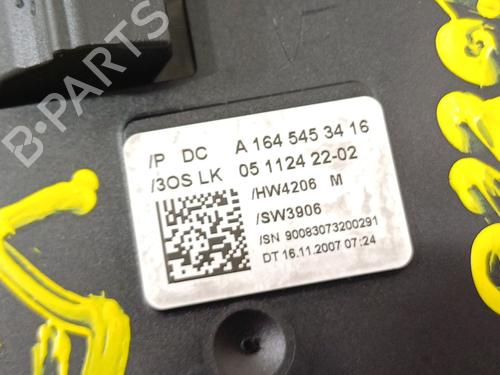 B-PARTS
/P DC A 164 545 34 16
/3OS LK 05 1124 22-02
/HW4206 M
/SW3906
/SN 90083073200291
DT 16.11.2007 07:24